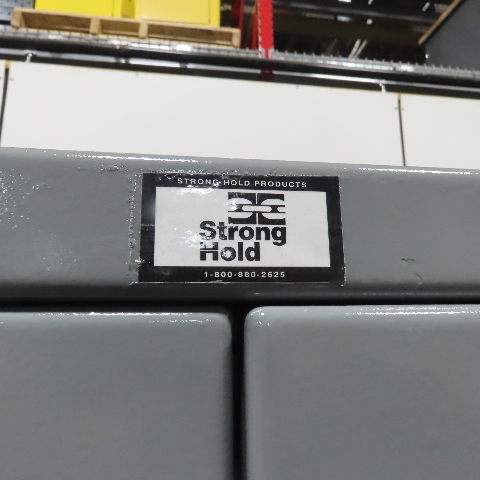 STRONG HOLD PRODUCTS
Strong
Hold
1-800-880-2625